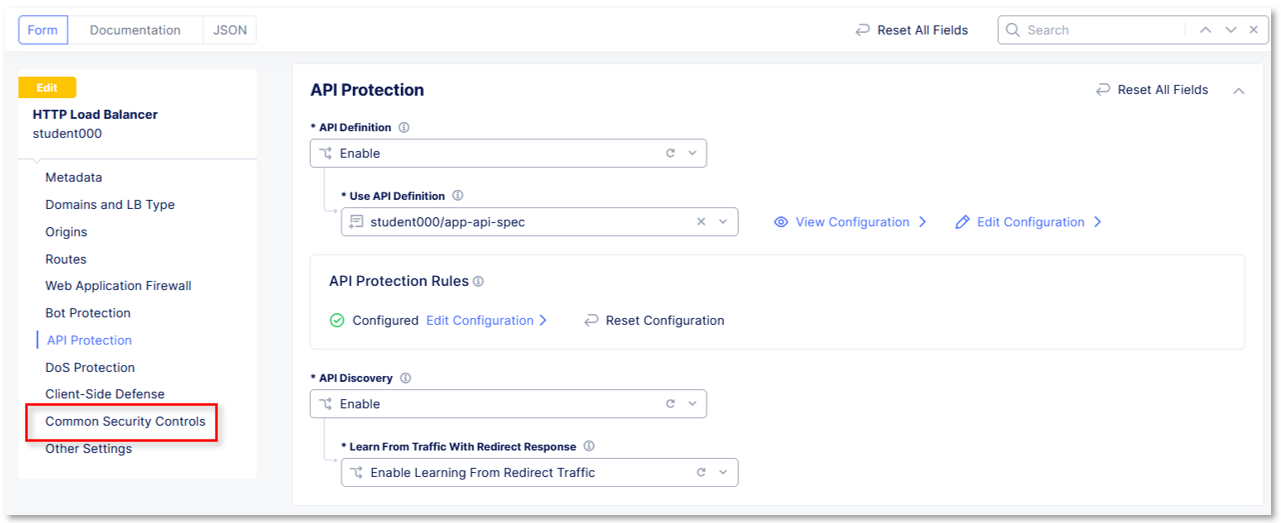 Form Documentation JSON Reset All Fields Search
Edit
HTTP Load Balancer
student000
Metadata
Domains and LB Type
Origins
Routes
Web Application Firewall
Bot Protection
API Protection
DoS Protection
Client-Side Defense
Common Security Controls
Other Settings
API Protection Reset All Fields
* API Definition
Enable
* Use API Definition
student000/app-api-spec View Configuration Edit Configuration
API Protection Rules
Configured Edit Configuration Reset Configuration
* API Discovery
Enable
* Learn From Traffic With Redirect Response
Enable Learning From Redirect Traffic